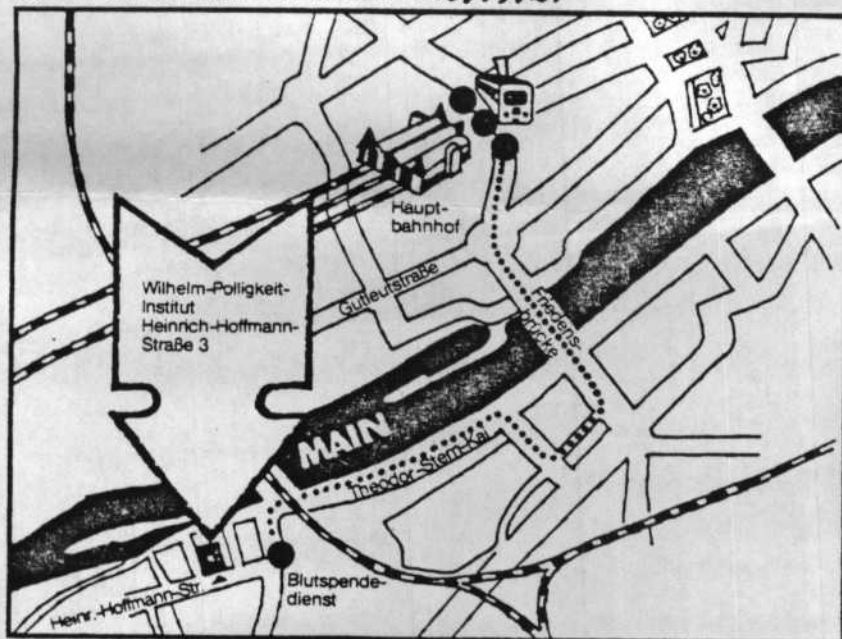 Haupt-
bahnhof
Wilhelm-Polligkeit-
Institut
Heinrich-Hoffmann-
Straße 3
Gutleutstraße
Friedens
brücke
MAIN
Theodor-Stern-Kai
Blutspende-
dienst
Heinr.-Hoffmann-Str.